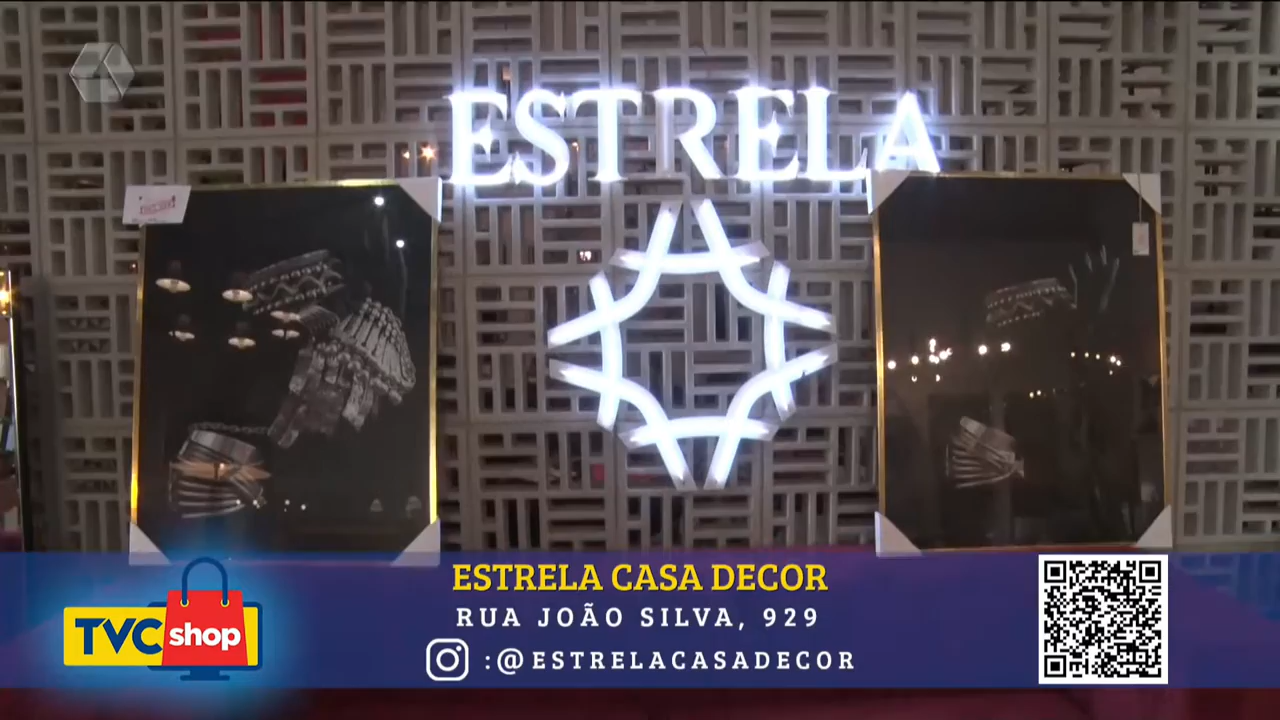 ESTRELA
ESTRELA CASA DECOR
RUA JOÃO SILVA, 929
:@ESTRELACASADECOR
TVC shop